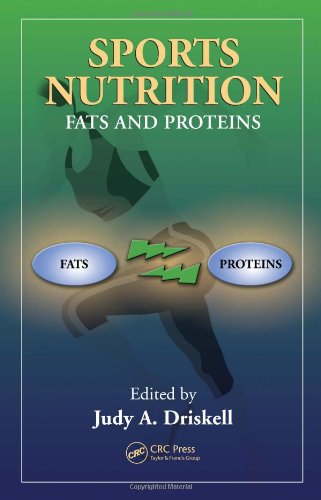 SPORTS
NUTRITION
FATS AND PROTEINS
FATS
PROTEINS
Edited by
Judy A. Driskell
CRC
CRC Press
Taylor & Francis Group